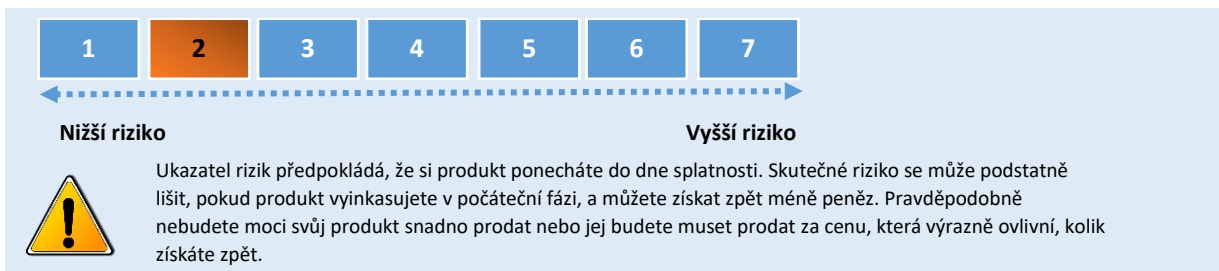 1 2 3 4 5 6 7
Nižší riziko Vyšší riziko
Ukazatel rizik předpokládá, že si produkt ponecháte do dne splatnosti. Skutečné riziko se může podstatně
lišit, pokud produkt vyinkasujete v počáteční fázi, a můžete získat zpět méně peněz. Pravděpodobně
nebudete moci svůj produkt snadno prodat nebo jej budete muset prodat za cenu, která výrazně ovlivní, kolik
získáte zpět.